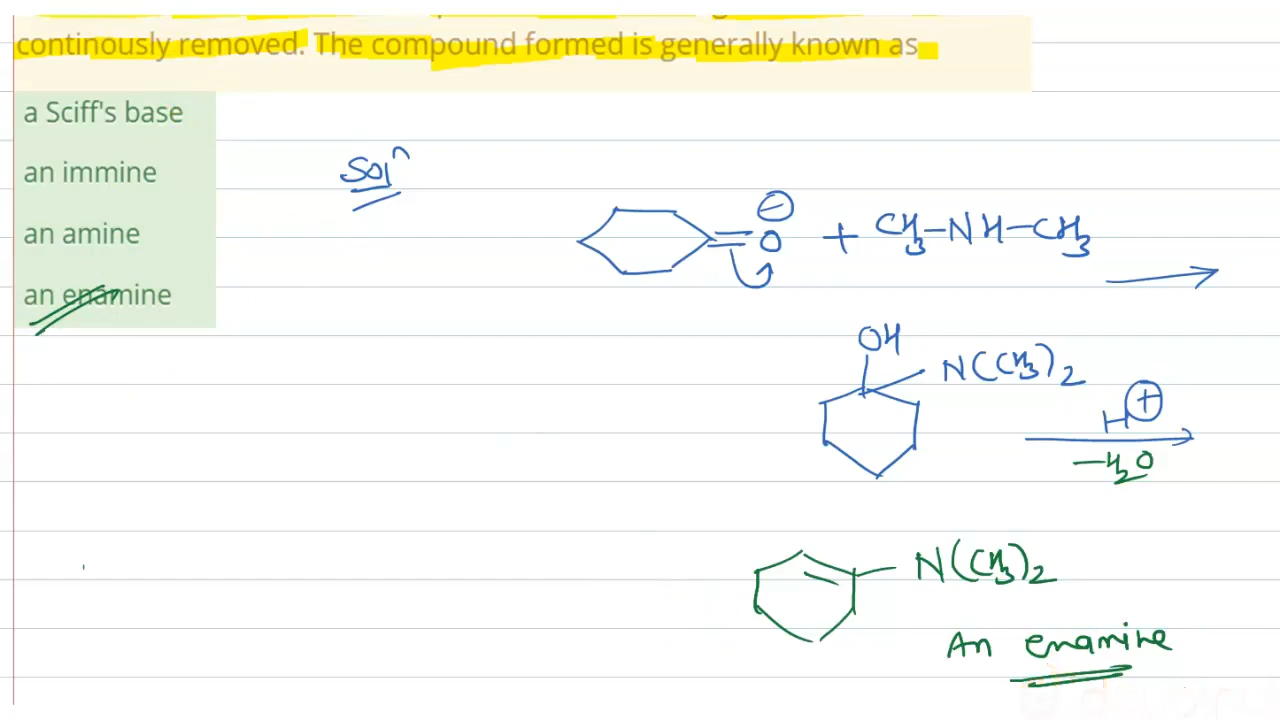 continously removed. The compound formed is generally known as
a Sciff's base
an immine
an amine
an enamine
Solⁿ
O ⊖ + CH₃–NH–CH₃
OH
N(CH₃)₂
H⊕
–H₂O
N(CH₃)₂
An enamine